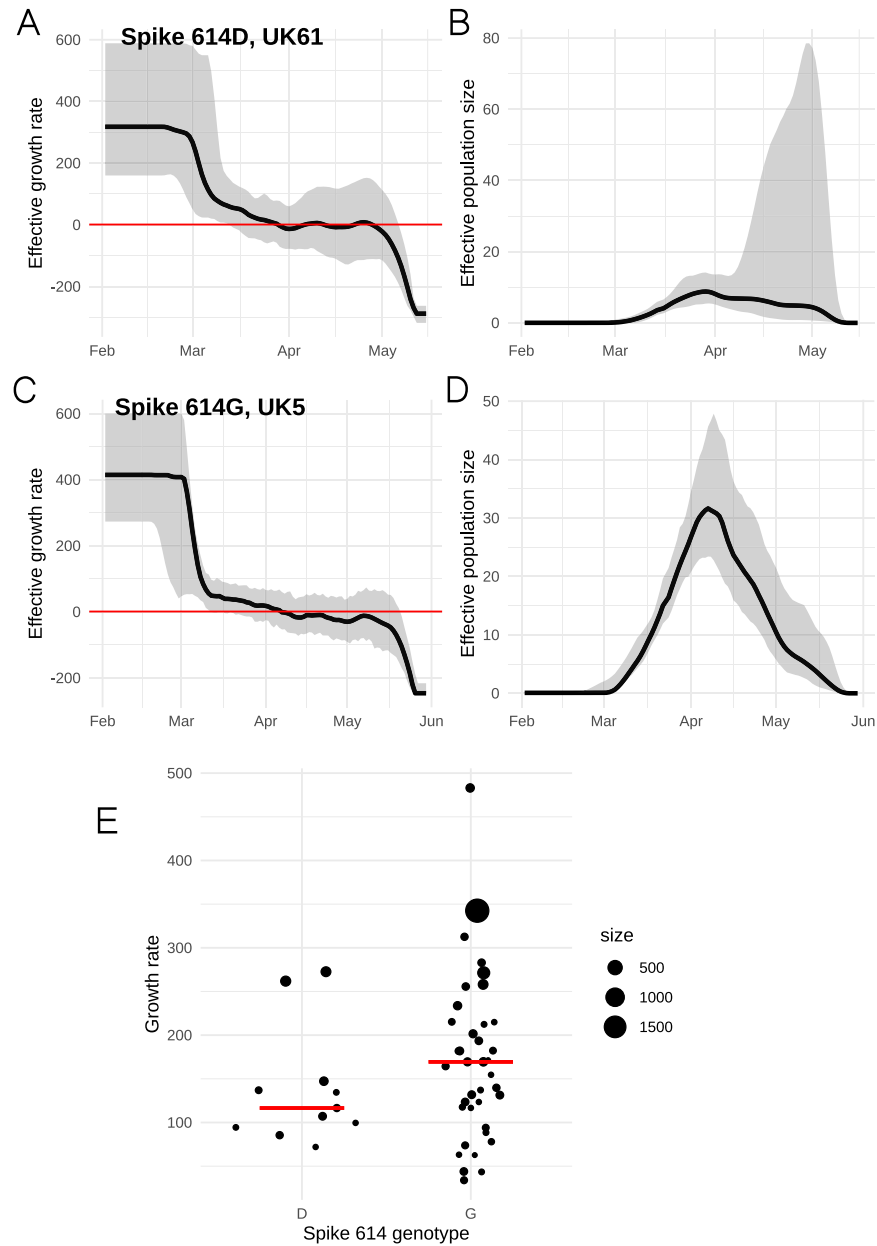 A
Spike 614D, UK61
Effective growth rate
600
400
200
0
-200
Feb Mar Apr May
B
Effective population size
80
60
40
20
0
Feb Mar Apr May
C
Spike 614G, UK5
Effective growth rate
600
400
200
0
-200
Feb Mar Apr May Jun
D
Effective population size
50
40
30
20
10
0
Feb Mar Apr May Jun
E
Growth rate
500
400
300
200
100
D G
Spike 614 genotype
size
500
1000
1500